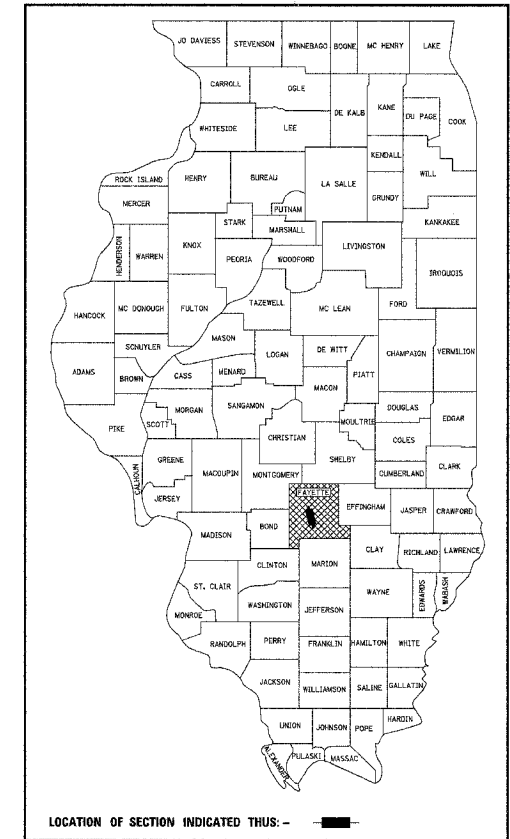 JO DAVIESS STEVENSON WINNEBAGO BOONE MC HENRY LAKE
CARROLL OGLE DE KALB KANE DU PAGE COOK
WHITESIDE LEE
KENDALL WILL
ROCK ISLAND HENRY BUREAU LA SALLE GRUNDY
MERCER PUTNAM KANKAKEE
STARK MARSHALL
HENDERSON WARREN KNOX PEORIA WOODFORD LIVINGSTON IROQUOIS
HANCOCK MC DONOUGH FULTON TAZEWELL MC LEAN FORD
SCHUYLER MASON LOGAN DE WITT CHAMPAIGN VERMILION
ADAMS BROWN CASS MENARD MACON PIATT
MORGAN SANGAMON DOUGLAS EDGAR
PIKE SCOTT CHRISTIAN MOULTRIE COLES
GREENE MACOUPIN MONTGOMERY SHELBY CUMBERLAND CLARK
CALHOUN JERSEY FAYETTE EFFINGHAM JASPER CRAWFORD
MADISON BOND
CLINTON MARION CLAY RICHLAND LAWRENCE
ST. CLAIR WAYNE EDWARDS WABASH
MONROE WASHINGTON JEFFERSON
RANDOLPH PERRY FRANKLIN HAMILTON WHITE
JACKSON WILLIAMSON SALINE GALLATIN
UNION JOHNSON POPE HARDIN
ALEXANDER PULASKI MASSAC
LOCATION OF SECTION INDICATED THUS: -